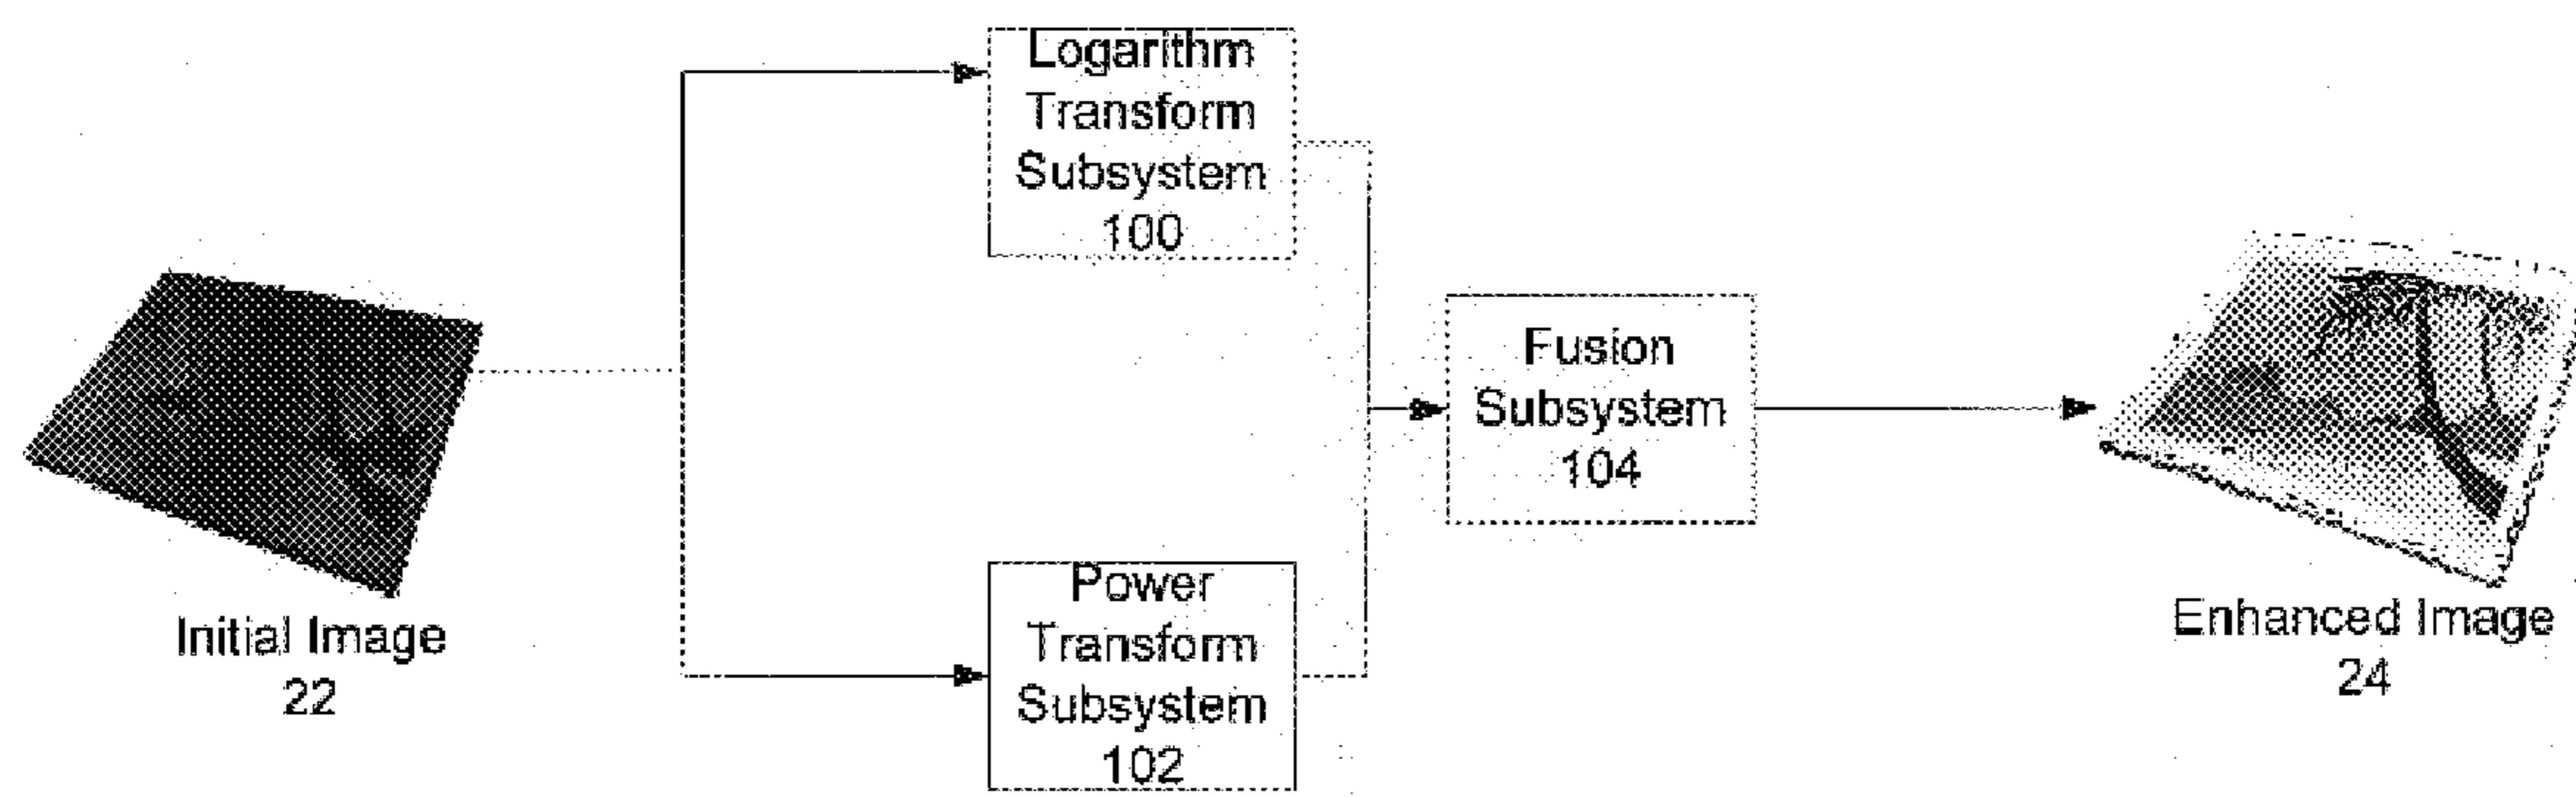 Logarithm
Transform
Subsystem
100
Initial Image
22
Power
Transform
Subsystem
102
Fusion
Subsystem
104
Enhanced Image
24